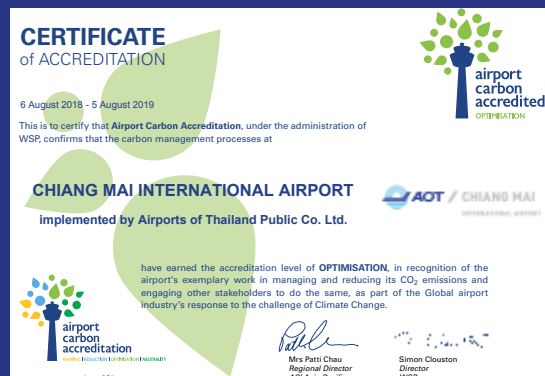 CERTIFICATE
of ACCREDITATION
airport
carbon
accredited
OPTIMISATION
6 August 2018 - 5 August 2019
This is to certify that Airport Carbon Accreditation, under the administration of
WSP, confirms that the carbon management processes at
CHIANG MAI INTERNATIONAL AIRPORT
implemented by Airports of Thailand Public Co. Ltd.
AOT / CHIANG MAI
INTERNATIONAL AIRPORT
have earned the accreditation level of OPTIMISATION, in recognition of the
airport's exemplary work in managing and reducing its CO₂ emissions and
engaging other stakeholders to do the same, as part of the Global airport
industry's response to the challenge of Climate Change.
airport
carbon
accreditation
MAPPING | REDUCTION | OPTIMISATION | NEUTRALITY
Mrs Patti Chau
Regional Director
Simon Clouston
Director